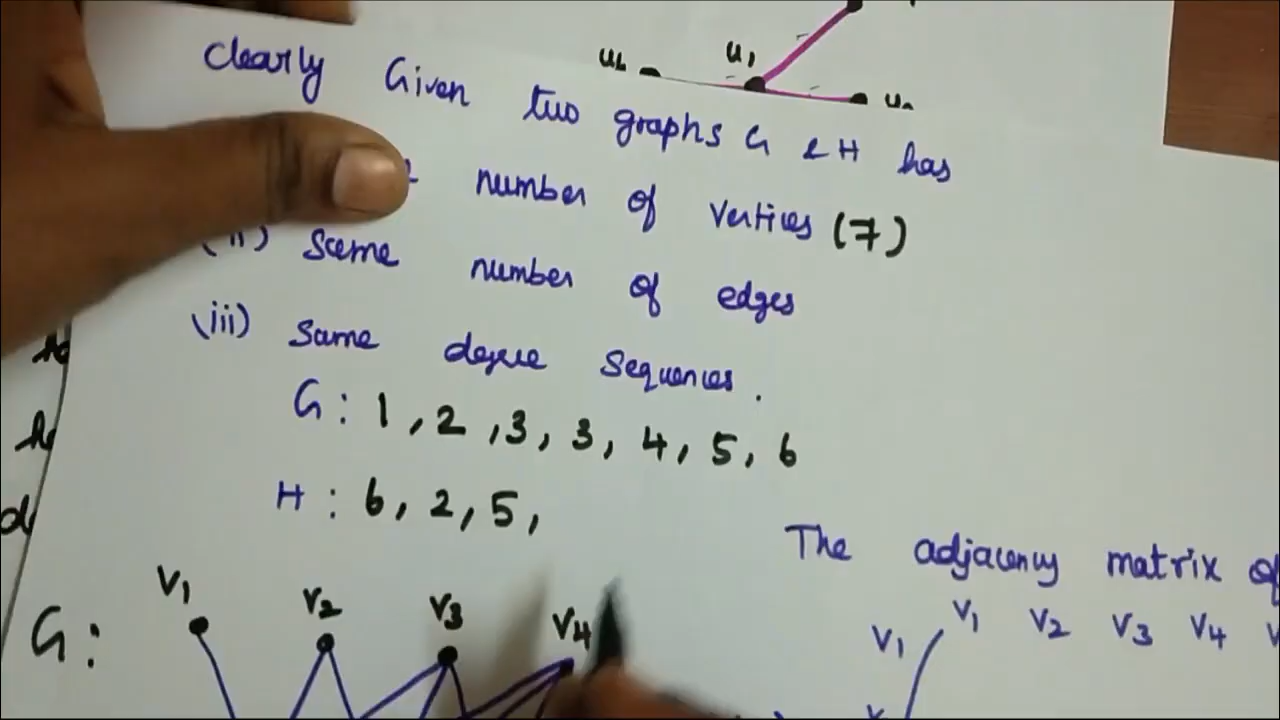 u₁
Clearly Given two graphs G & H has
number of vertices (7)
(ii) Same number of edges
(iii) Same degree sequences.
G: 1, 2, 3, 3, 4, 5, 6
H: 6, 2, 5,
The adjacency matrix of
G:
V₁ V₂ V₃ V₄
V₁ V₂ V₃ V₄
V₁